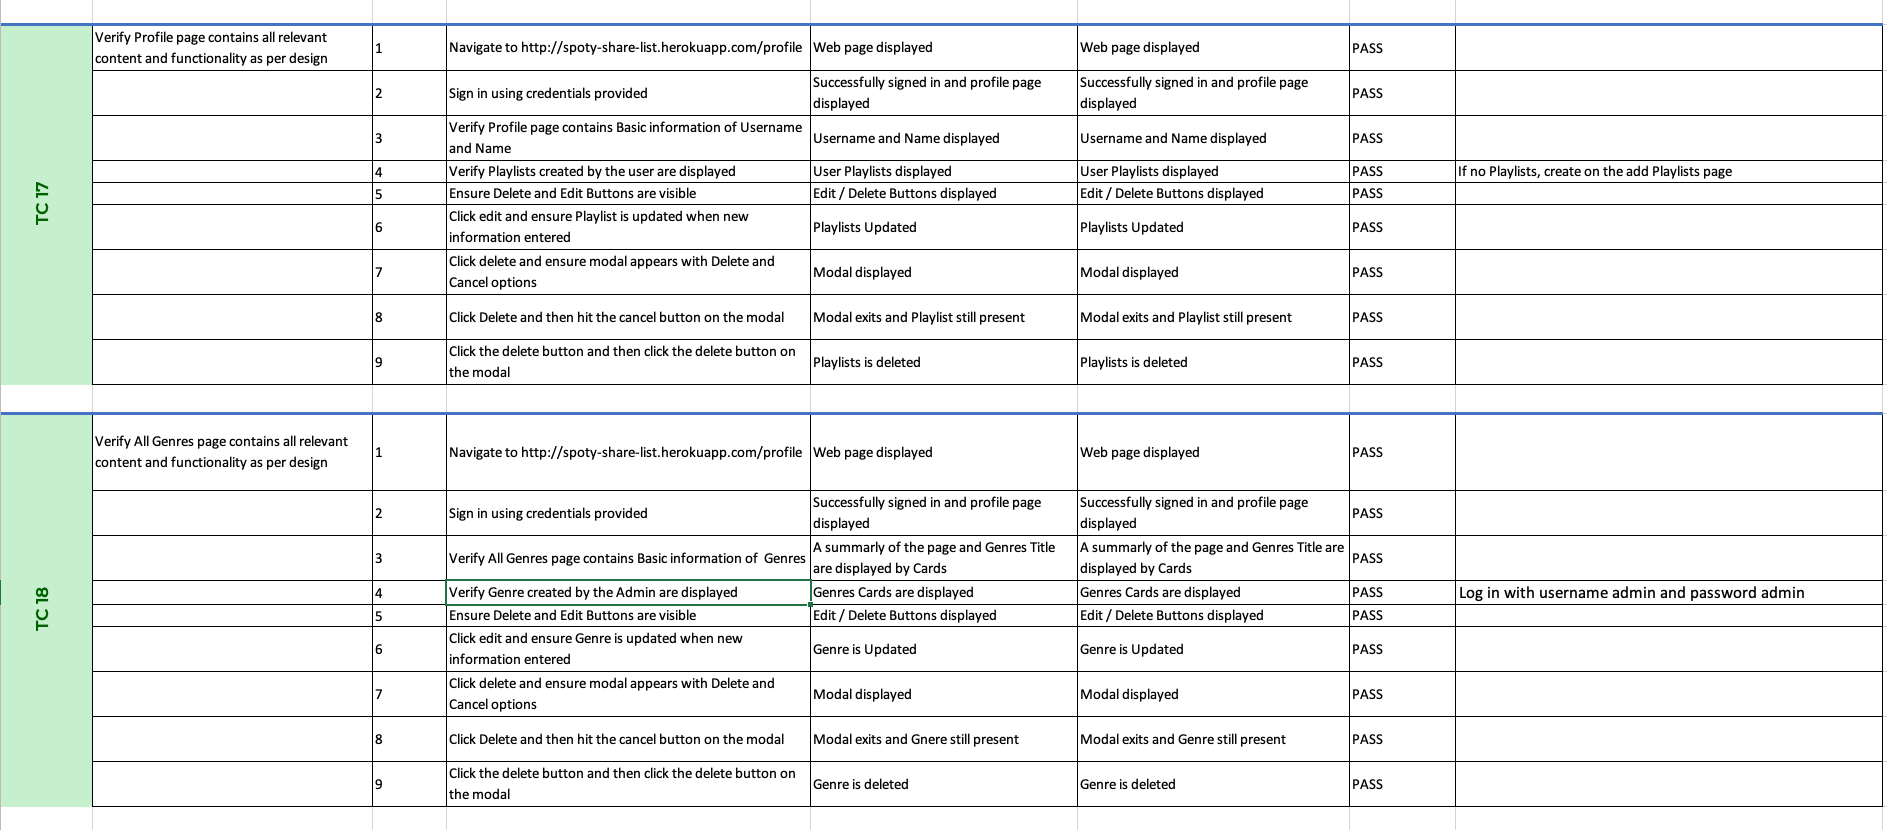 TC 17
Verify Profile page contains all relevant
content and functionality as per design
1
Navigate to http://spoty-share-list.herokuapp.com/profile
Web page displayed
Web page displayed
PASS
2
Sign in using credentials provided
Successfully signed in and profile page
displayed
Successfully signed in and profile page
displayed
PASS
3
Verify Profile page contains Basic information of Username
and Name
Username and Name displayed
Username and Name displayed
PASS
4
Verify Playlists created by the user are displayed
User Playlists displayed
User Playlists displayed
PASS
If no Playlists, create on the add Playlists page
5
Ensure Delete and Edit Buttons are visible
Edit / Delete Buttons displayed
Edit / Delete Buttons displayed
PASS
6
Click edit and ensure Playlist is updated when new
information entered
Playlists Updated
Playlists Updated
PASS
7
Click delete and ensure modal appears with Delete and
Cancel options
Modal displayed
Modal displayed
PASS
8
Click Delete and then hit the cancel button on the modal
Modal exits and Playlist still present
Modal exits and Playlist still present
PASS
9
Click the delete button and then click the delete button on
the modal
Playlists is deleted
Playlists is deleted
PASS
TC 18
Verify All Genres page contains all relevant
content and functionality as per design
1
Navigate to http://spoty-share-list.herokuapp.com/profile
Web page displayed
Web page displayed
PASS
2
Sign in using credentials provided
Successfully signed in and profile page
displayed
Successfully signed in and profile page
displayed
PASS
3
Verify All Genres page contains Basic information of  Genres
A summarly of the page and Genres Title
are displayed by Cards
A summarly of the page and Genres Title are
displayed by Cards
PASS
4
Verify Genre created by the Admin are displayed
Genres Cards are displayed
Genres Cards are displayed
PASS
Log in with username admin and password admin
5
Ensure Delete and Edit Buttons are visible
Edit / Delete Buttons displayed
Edit / Delete Buttons displayed
PASS
6
Click edit and ensure Genre is updated when new
information entered
Genre is Updated
Genre is Updated
PASS
7
Click delete and ensure modal appears with Delete and
Cancel options
Modal displayed
Modal displayed
PASS
8
Click Delete and then hit the cancel button on the modal
Modal exits and Gnere still present
Modal exits and Genre still present
PASS
9
Click the delete button and then click the delete button on
the modal
Genre is deleted
Genre is deleted
PASS